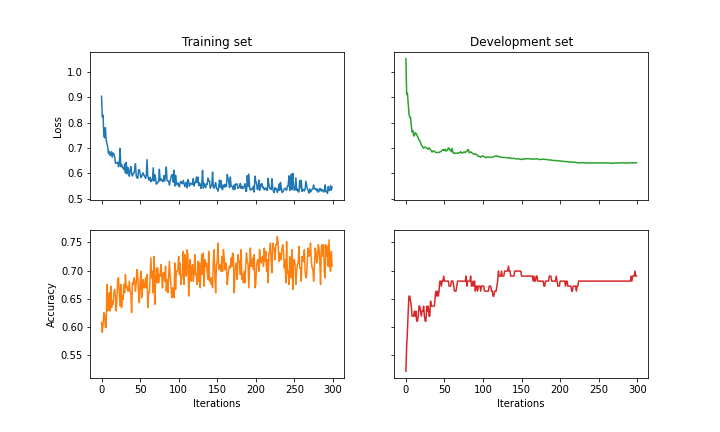 Training set
Development set
Loss
1.0
0.9
0.8
0.7
0.6
0.5
Accuracy
0.75
0.70
0.65
0.60
0.55
0 50 100 150 200 250 300
0 50 100 150 200 250 300
Iterations
Iterations